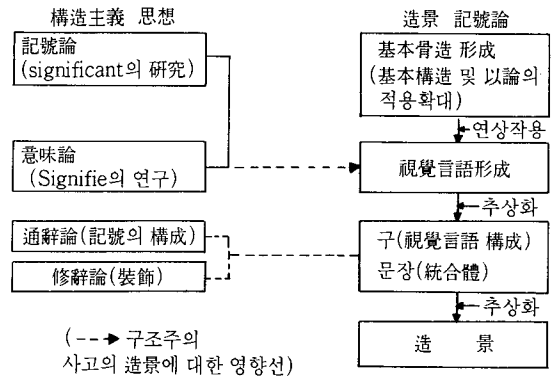 構造主義 思想
記號論
(significant의 硏究)
意味論
(Signifie의 연구)
通辭論(記號의 構成)
修辭論(裝飾)
(---▶ 구조주의
사고의 造景에 대한 영향선)
造景 記號論
基本骨造 形成
(基本構造 및 以論의
적용확대)
연상작용
視覺言語形成
추상화
구(視覺言語 構成)
문장(統合體)
추상화
造 景